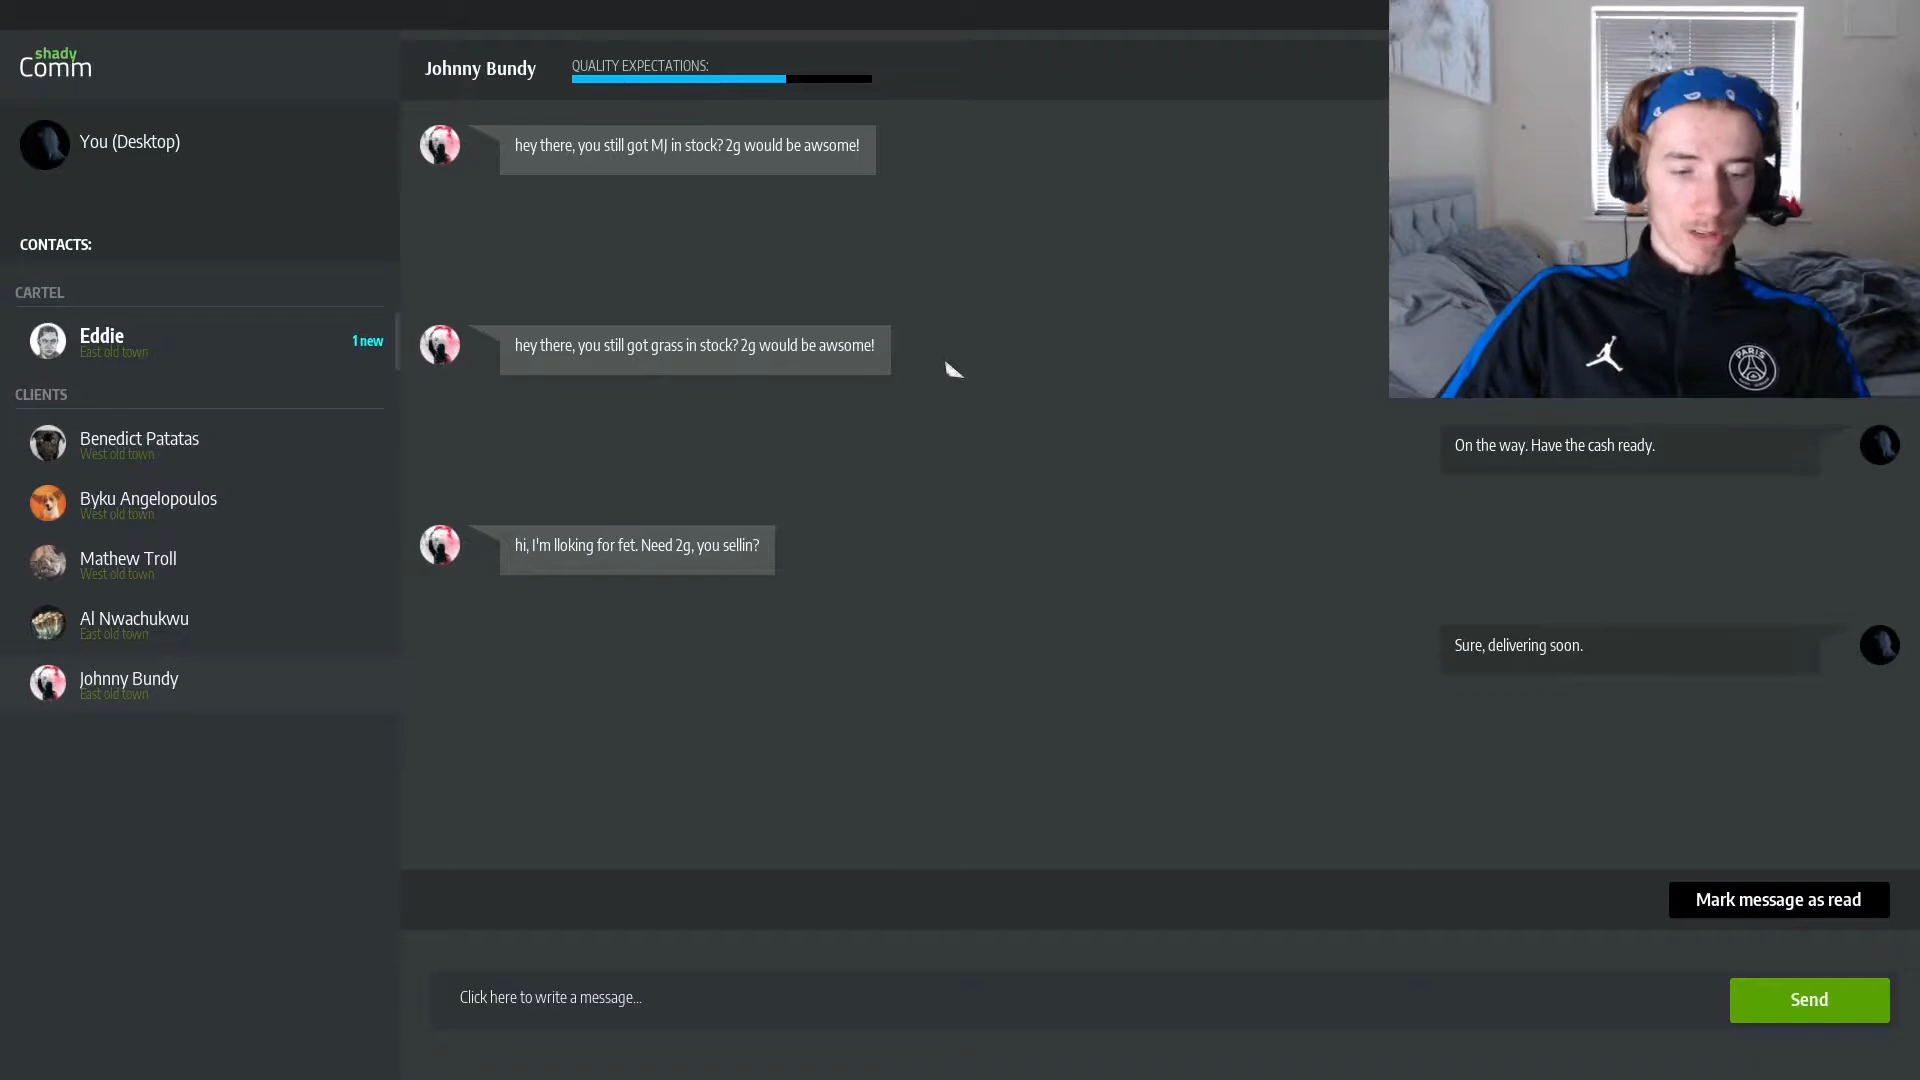 shady
Comm
You (Desktop)
CONTACTS:
CARTEL
Eddie
East old town
1 new
CLIENTS
Benedict Patatas
West old town
Byku Angelopoulos
West old town
Mathew Troll
West old town
Al Nwachukwu
East old town
Johnny Bundy
East old town
Johnny Bundy
QUALITY EXPECTATIONS:
hey there, you still got MJ in stock? 2g would be awsome!
hey there, you still got grass in stock? 2g would be awsome!
On the way. Have the cash ready.
hi, I'm lloking for fet. Need 2g, you sellin?
Sure, delivering soon.
Mark message as read
Click here to write a message...
Send
PARIS